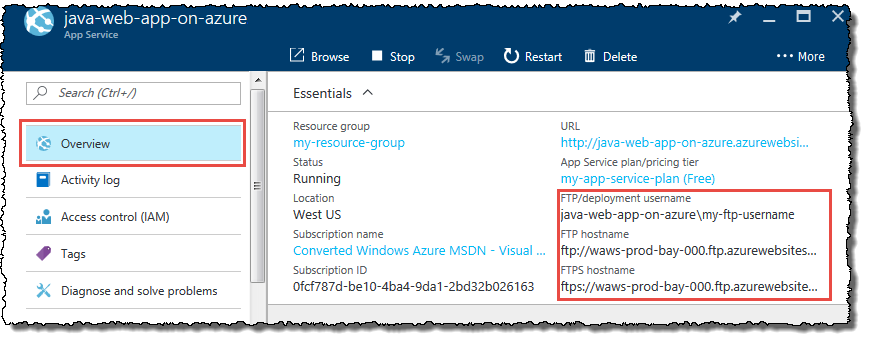 java-web-app-on-azure
App Service
Browse
Stop
Swap
Restart
Delete
··· More
Search (Ctrl+/)
Overview
Activity log
Access control (IAM)
Tags
Diagnose and solve problems
Essentials
Resource group
my-resource-group
Status
Running
Location
West US
Subscription name
Converted Windows Azure MSDN - Visual ...
Subscription ID
0fcf787d-be10-4ba4-9da1-2bd32b026163
URL
http://java-web-app-on-azure.azurewebsi...
App Service plan/pricing tier
my-app-service-plan (Free)
FTP/deployment username
java-web-app-on-azure\my-ftp-username
FTP hostname
ftp://waws-prod-bay-000.ftp.azurewebsites...
FTPS hostname
ftps://waws-prod-bay-000.ftp.azurewebsite...